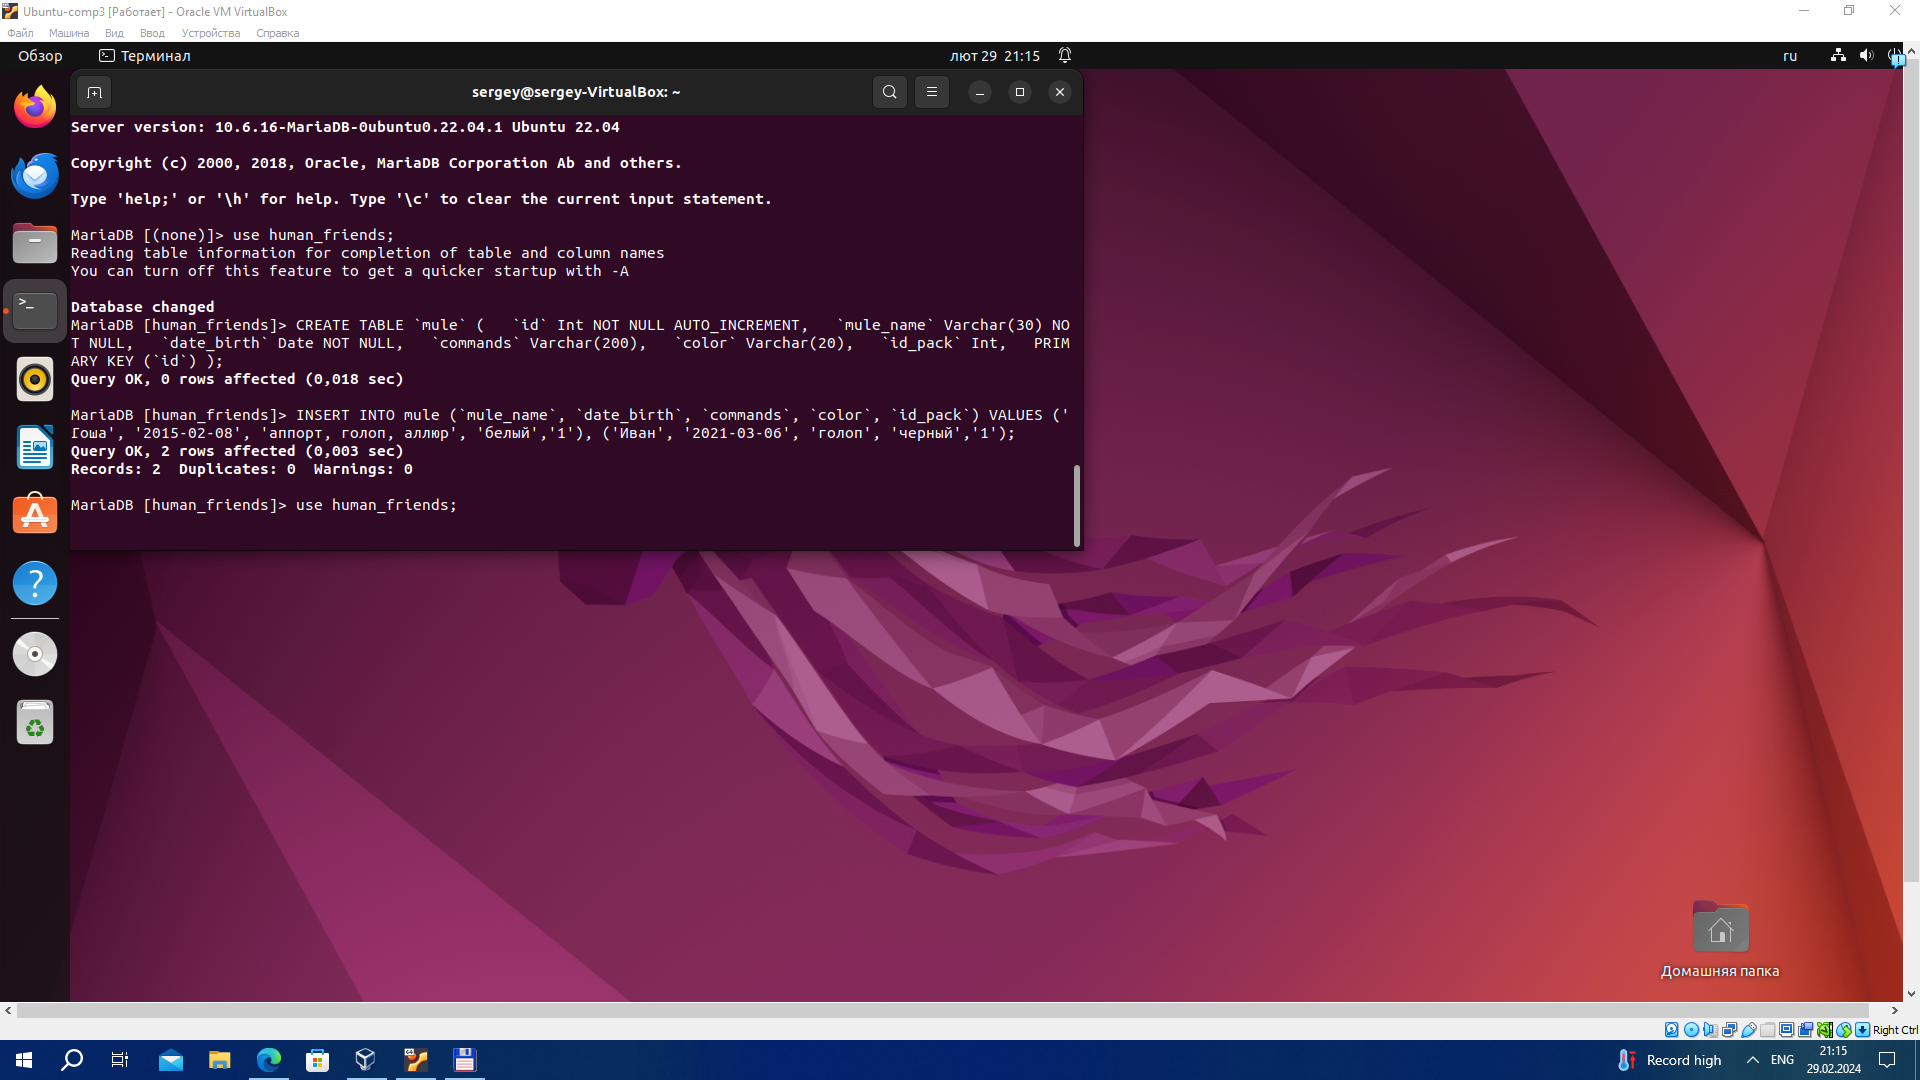 Ubuntu-comp3 [Работает] - Oracle VM VirtualBox
Файл Машина Вид Ввод Устройства Справка
Обзор Терминал лют 29 21:15 ru
sergey@sergey-VirtualBox: ~
Server version: 10.6.16-MariaDB-0ubuntu0.22.04.1 Ubuntu 22.04
Copyright (c) 2000, 2018, Oracle, MariaDB Corporation Ab and others.
Type 'help;' or '\h' for help. Type '\c' to clear the current input statement.
MariaDB [(none)]> use human_friends;
Reading table information for completion of table and column names
You can turn off this feature to get a quicker startup with -A
Database changed
MariaDB [human_friends]> CREATE TABLE `mule` (   `id` Int NOT NULL AUTO_INCREMENT,   `mule_name` Varchar(30) NO
T NULL,   `date_birth` Date NOT NULL,   `commands` Varchar(200),   `color` Varchar(20),   `id_pack` Int,   PRIM
ARY KEY (`id`) );
Query OK, 0 rows affected (0,018 sec)
MariaDB [human_friends]> INSERT INTO mule (`mule_name`, `date_birth`, `commands`, `color`, `id_pack`) VALUES ('
Гоша', '2015-02-08', 'аппорт, голоп, аллюр', 'белый','1'), ('Иван', '2021-03-06', 'голоп', 'черный','1');
Query OK, 2 rows affected (0,003 sec)
Records: 2  Duplicates: 0  Warnings: 0
MariaDB [human_friends]> use human_friends;
Домашняя папка
Right Ctrl
Record high ENG 21:15
29.02.2024